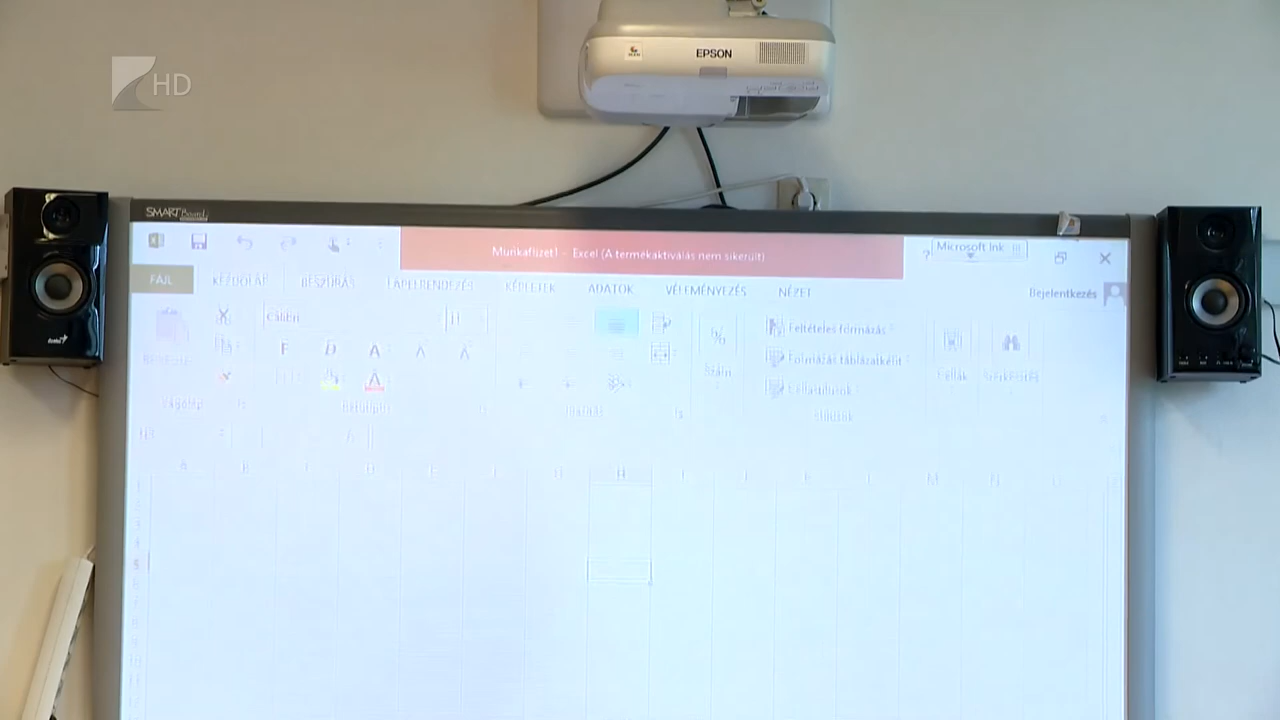 EPSON
HD
SMART Board
Munkafüzet1 - Excel (A termékaktiválás nem sikerült)
Microsoft Ink
?
FÁJL
KEZDŐLAP
BESZÚRÁS
LAPELRENDEZÉS
KÉPLETEK
ADATOK
VÉLEMÉNYEZÉS
NÉZET
Bejelentkezés
Calibri
11
%
Feltételes formázás
F D A A A
Szám
Formázás táblázatként
Cellák
Szerkesztés
Cellastílusok
Vágólap
Betűtípus
Igazítás
Stílusok
H
Genius